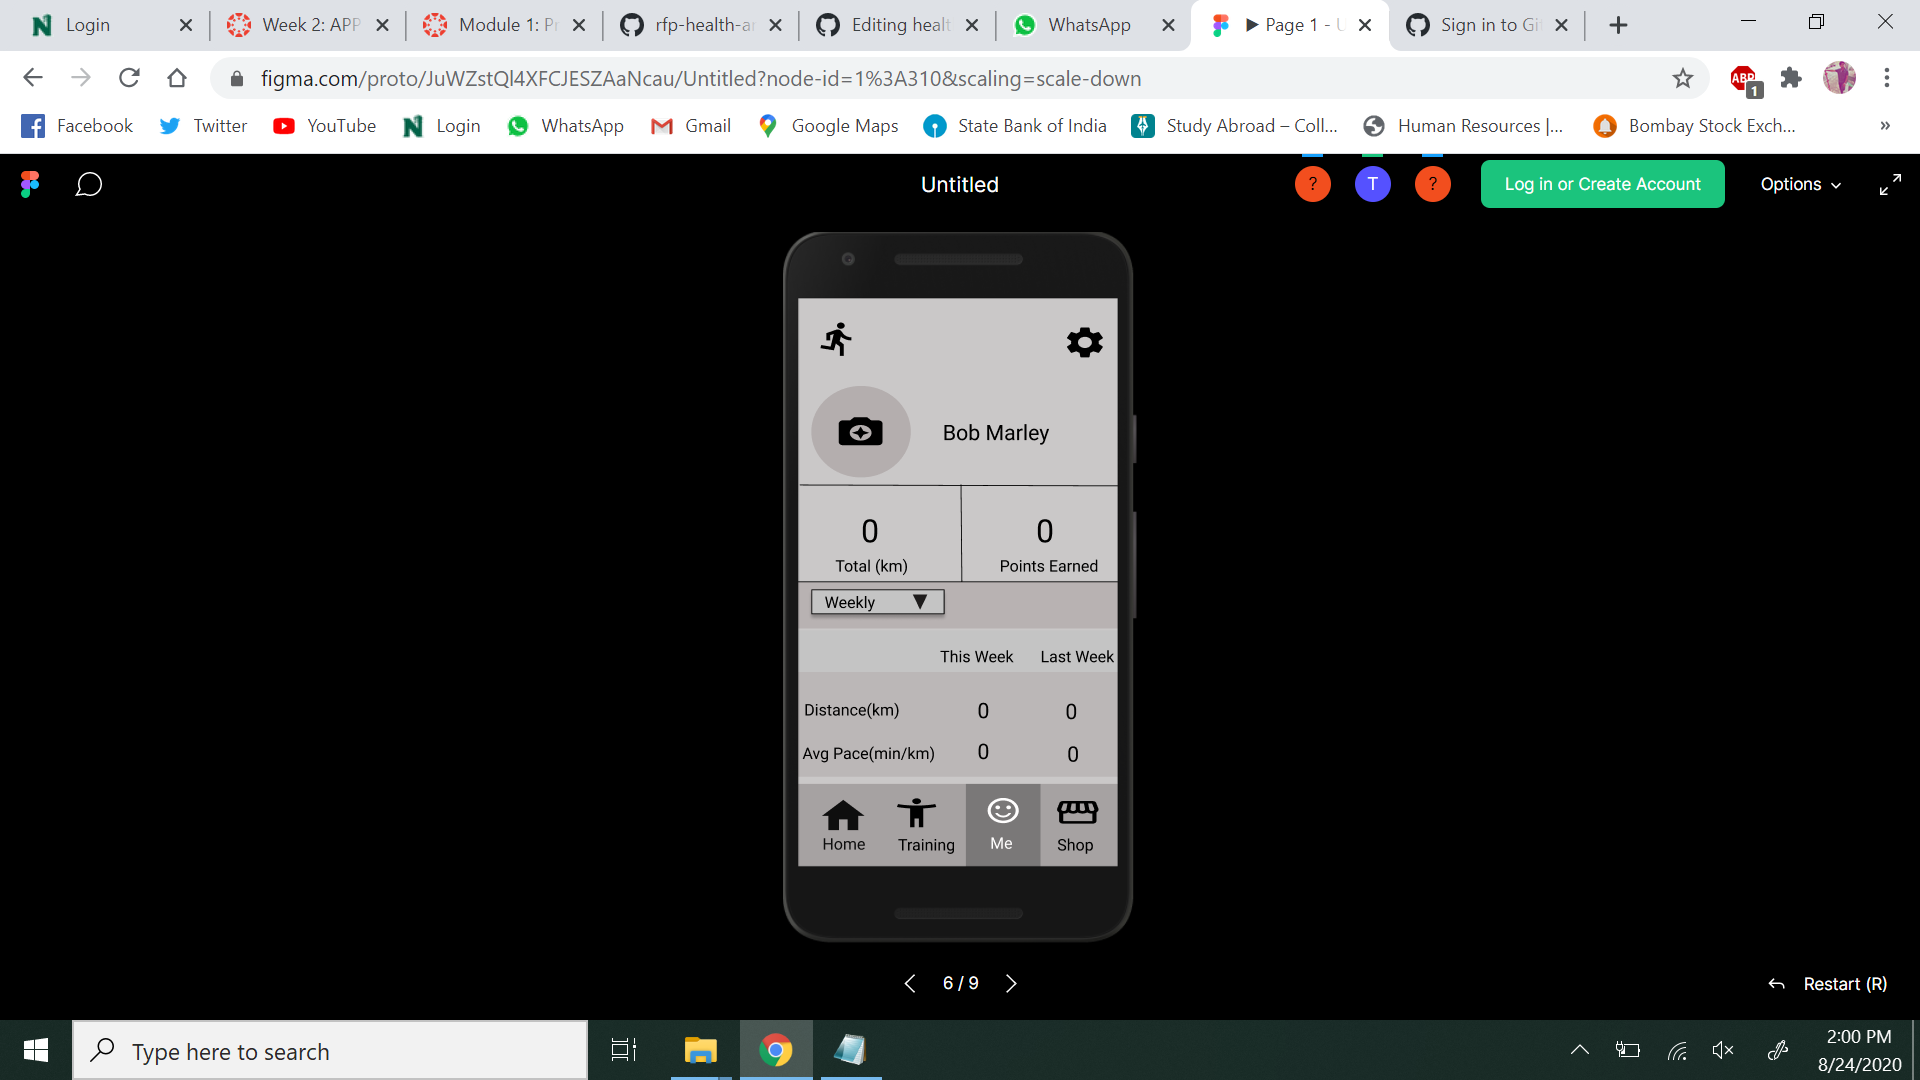 Login
Week 2: APP
Module 1: Pr
rfp-health-an
Editing healt
WhatsApp
Page 1 - U
Sign in to Git
figma.com/proto/JuWZstQl4XFCJESZAaNcau/Untitled?node-id=1%3A310&scaling=scale-down
ABP
1
Facebook
Twitter
YouTube
Login
WhatsApp
Gmail
Google Maps
State Bank of India
Study Abroad – Coll...
Human Resources |...
Bombay Stock Exch...
»
Untitled
?
T
?
Log in or Create Account
Options
Bob Marley
0
0
Total (km)
Points Earned
Weekly
This Week
Last Week
Distance(km)
0
0
Avg Pace(min/km)
0
0
Home
Training
Me
Shop
6 / 9
Restart (R)
Type here to search
2:00 PM
8/24/2020